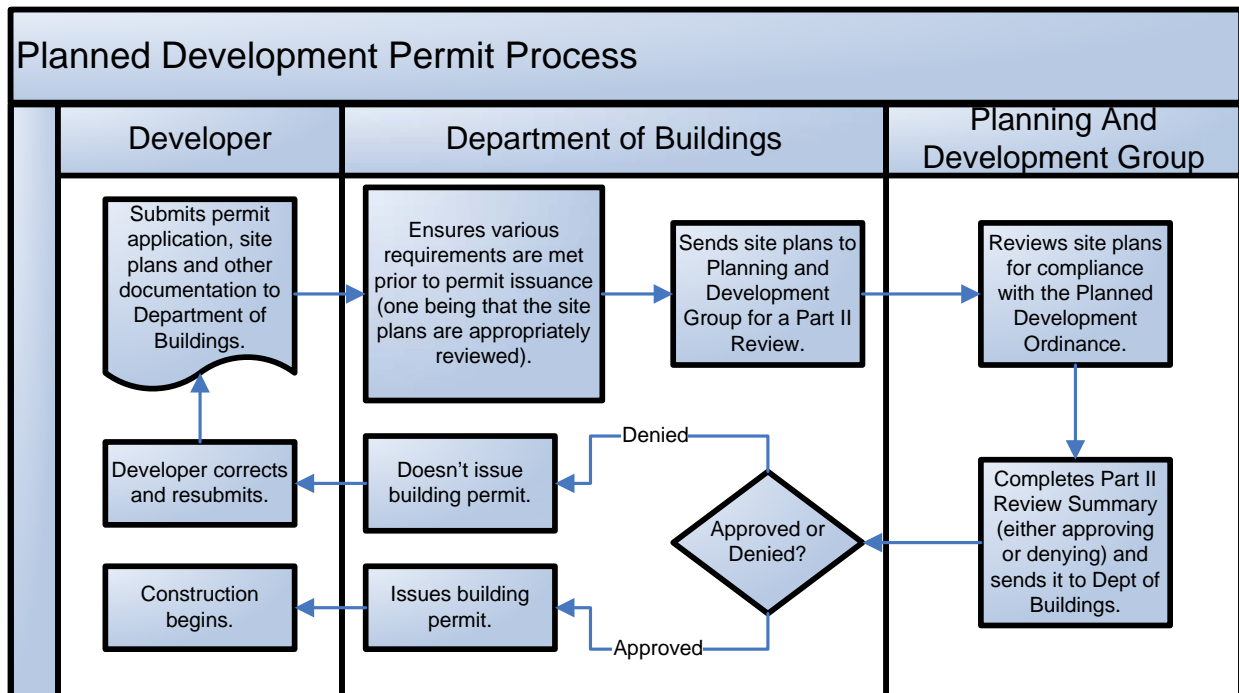 Planned Development Permit Process
Developer
Department of Buildings
Planning And
Development Group
Submits permit
application, site
plans and other
documentation to
Department of
Buildings.
Ensures various
requirements are met
prior to permit issuance
(one being that the site
plans are appropriately
reviewed).
Sends site plans to
Planning and
Development
Group for a Part II
Review.
Reviews site plans
for compliance
with the Planned
Development
Ordinance.
Developer corrects
and resubmits.
Doesn’t issue
building permit.
Denied
Approved or
Denied?
Completes Part II
Review Summary
(either approving
or denying) and
sends it to Dept of
Buildings.
Construction
begins.
Issues building
permit.
Approved